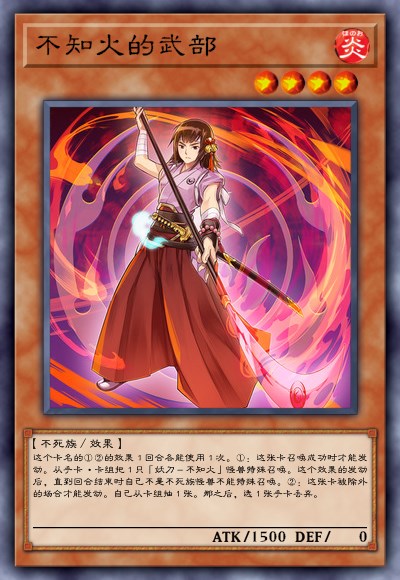 不知火的武部
ほのお
炎
【不死族／效果】
这个卡名的①②的效果1回合各能使用1次。①：这张卡召唤成功时才能发
动。从手卡·卡组把1只「妖刀－不知火」怪兽特殊召唤。这个效果的发动
后，直到回合结束时自己不是不死族怪兽不能特殊召唤。②：这张卡被除外
的场合才能发动。自己从卡组抽1张。那之后，选1张手卡丢弃。
ATK/1500 DEF/ 0